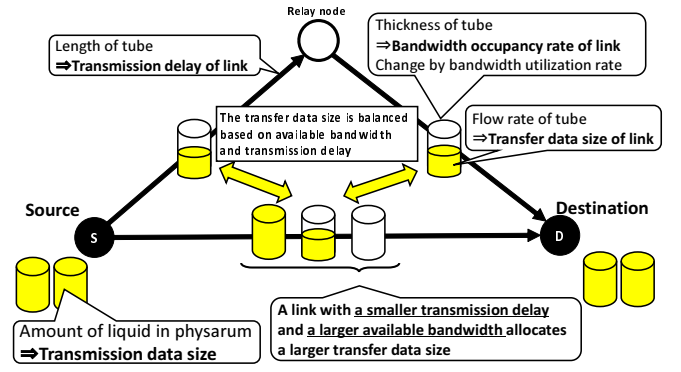 Relay node
Length of tube
⇒Transmission delay of link
Thickness of tube
⇒Bandwidth occupancy rate of link
Change by bandwidth utilization rate
The transfer data size is balanced
based on available bandwidth
and transmission delay
Flow rate of tube
⇒Transfer data size of link
Source
Destination
S
D
Amount of liquid in physarum
⇒Transmission data size
A link with a smaller transmission delay
and a larger available bandwidth allocates
a larger transfer data size